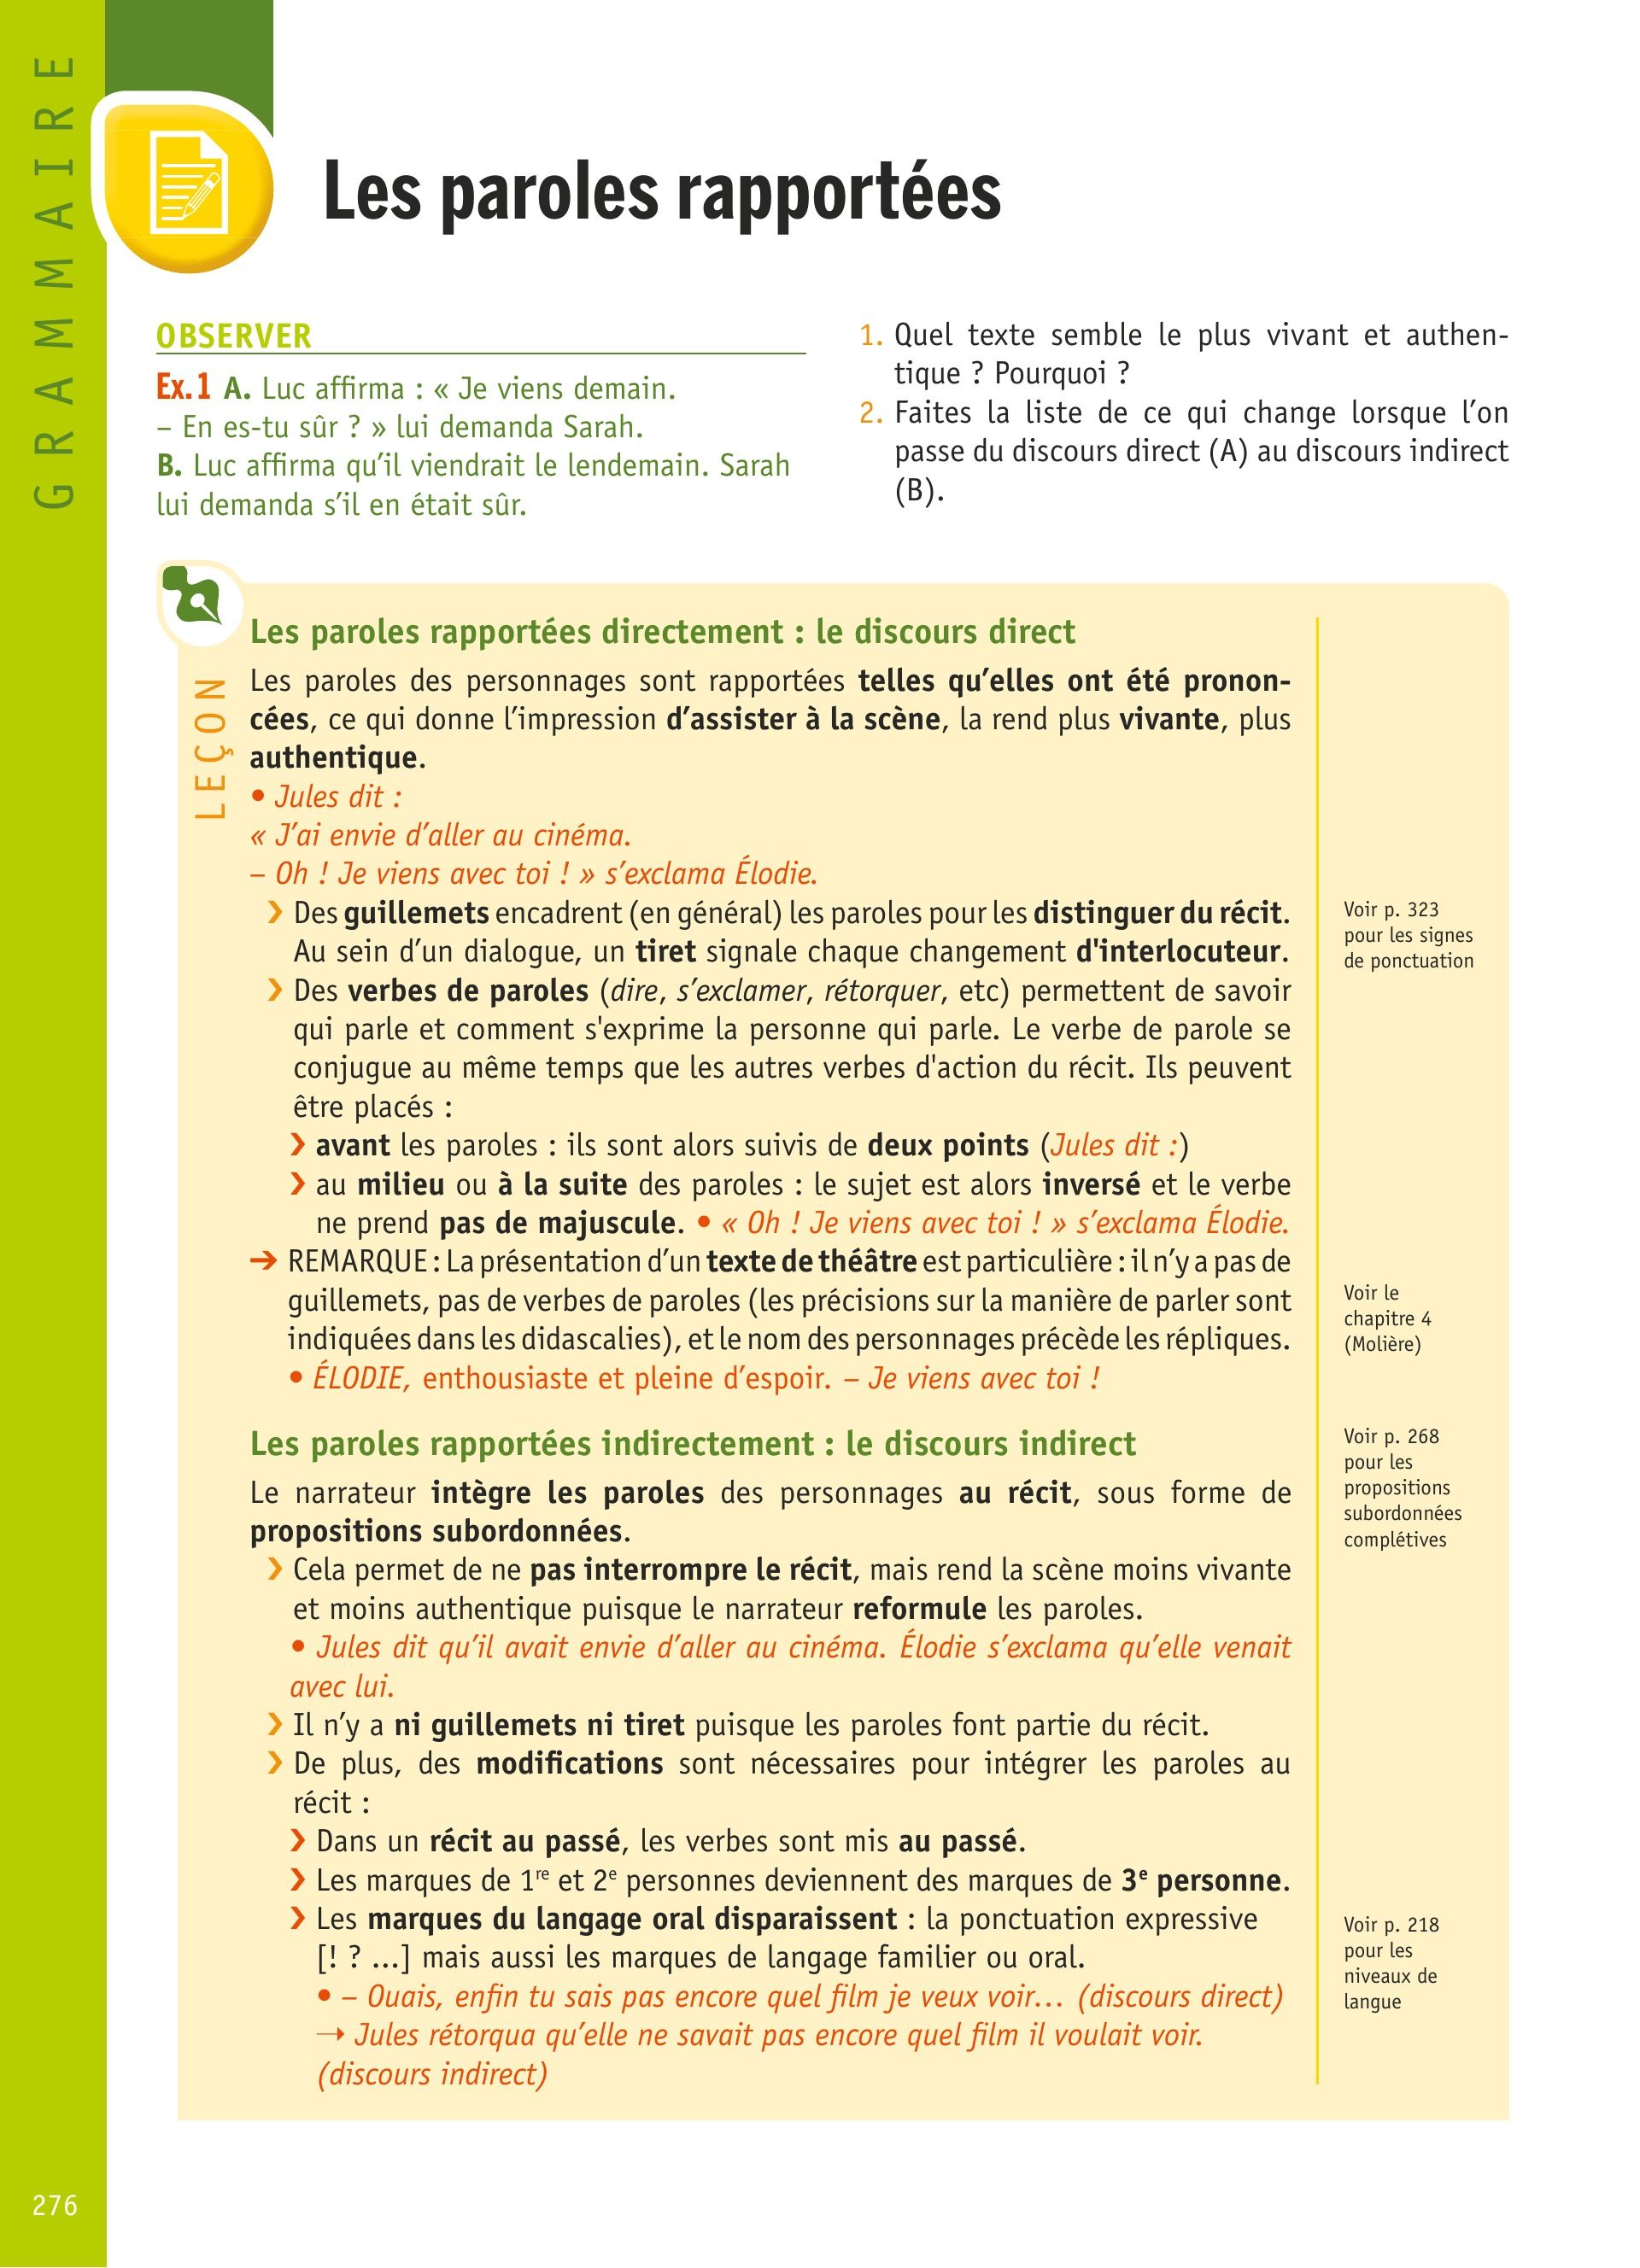 GRAMMAIRE
Les paroles rapportées
OBSERVER
Ex.1 A. Luc affirma : « Je viens demain.
– En es-tu sûr ? » lui demanda Sarah.
B. Luc affirma qu’il viendrait le lendemain. Sarah
lui demanda s’il en était sûr.
1. Quel texte semble le plus vivant et authen-
tique ? Pourquoi ?
2. Faites la liste de ce qui change lorsque l’on
passe du discours direct (A) au discours indirect
(B).
LEÇON
Les paroles rapportées directement : le discours direct
Les paroles des personnages sont rapportées telles qu’elles ont été pronon-
cées, ce qui donne l’impression d’assister à la scène, la rend plus vivante, plus
authentique.
• Jules dit :
« J’ai envie d’aller au cinéma.
– Oh ! Je viens avec toi ! » s’exclama Élodie.
❯ Des guillemets encadrent (en général) les paroles pour les distinguer du récit.
Au sein d’un dialogue, un tiret signale chaque changement d'interlocuteur.
❯ Des verbes de paroles (dire, s’exclamer, rétorquer, etc) permettent de savoir
qui parle et comment s'exprime la personne qui parle. Le verbe de parole se
conjugue au même temps que les autres verbes d'action du récit. Ils peuvent
être placés :
❯ avant les paroles : ils sont alors suivis de deux points (Jules dit :)
❯ au milieu ou à la suite des paroles : le sujet est alors inversé et le verbe
ne prend pas de majuscule. • « Oh ! Je viens avec toi ! » s’exclama Élodie.
➔ REMARQUE : La présentation d’un texte de théâtre est particulière : il n’y a pas de
guillemets, pas de verbes de paroles (les précisions sur la manière de parler sont
indiquées dans les didascalies), et le nom des personnages précède les répliques.
• ÉLODIE, enthousiaste et pleine d’espoir. – Je viens avec toi !
Voir p. 323
pour les signes
de ponctuation
Voir le
chapitre 4
(Molière)
Les paroles rapportées indirectement : le discours indirect
Le narrateur intègre les paroles des personnages au récit, sous forme de
propositions subordonnées.
❯ Cela permet de ne pas interrompre le récit, mais rend la scène moins vivante
et moins authentique puisque le narrateur reformule les paroles.
• Jules dit qu’il avait envie d’aller au cinéma. Élodie s’exclama qu’elle venait
avec lui.
❯ Il n’y a ni guillemets ni tiret puisque les paroles font partie du récit.
❯ De plus, des modifications sont nécessaires pour intégrer les paroles au
récit :
❯ Dans un récit au passé, les verbes sont mis au passé.
❯ Les marques de 1re et 2e personnes deviennent des marques de 3e personne.
❯ Les marques du langage oral disparaissent : la ponctuation expressive
[! ? ...] mais aussi les marques de langage familier ou oral.
• – Ouais, enfin tu sais pas encore quel film je veux voir... (discours direct)
→ Jules rétorqua qu’elle ne savait pas encore quel film il voulait voir.
(discours indirect)
Voir p. 268
pour les
propositions
subordonnées
complétives
Voir p. 218
pour les
niveaux de
langue
276